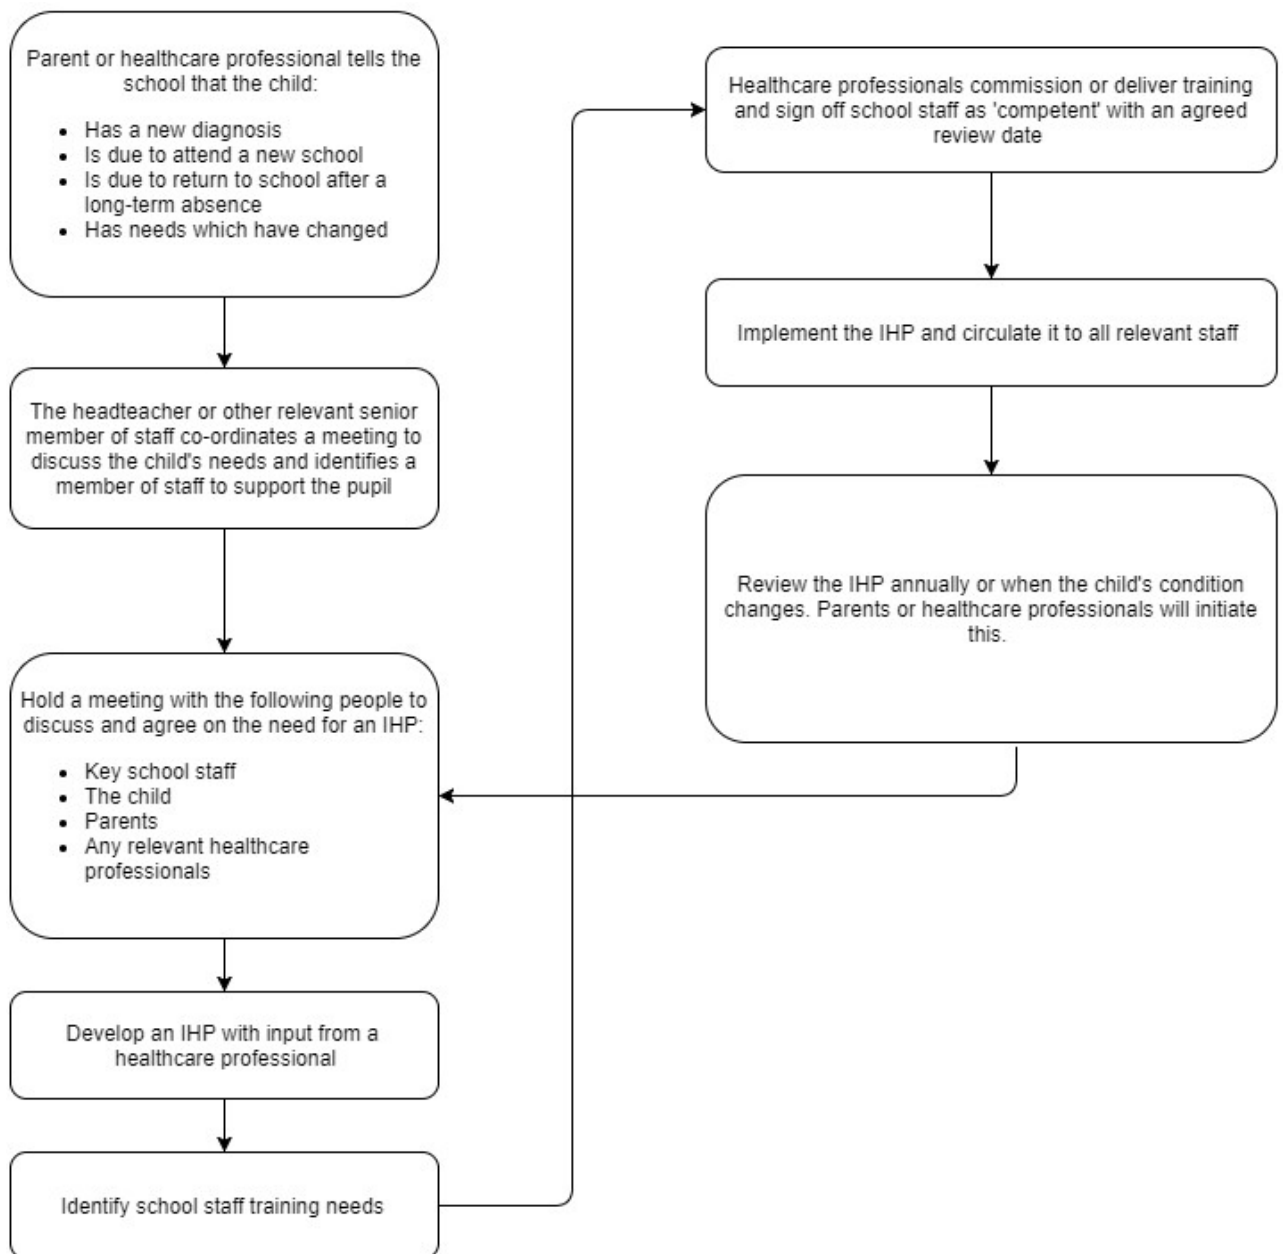 Parent or healthcare professional tells the
school that the child:
• Has a new diagnosis
• Is due to attend a new school
• Is due to return to school after a
long-term absence
• Has needs which have changed
The headteacher or other relevant senior
member of staff co-ordinates a meeting to
discuss the child's needs and identifies a
member of staff to support the pupil
Hold a meeting with the following people to
discuss and agree on the need for an IHP:
• Key school staff
• The child
• Parents
• Any relevant healthcare
professionals
Develop an IHP with input from a
healthcare professional
Identify school staff training needs
Healthcare professionals commission or deliver training
and sign off school staff as 'competent' with an agreed
review date
Implement the IHP and circulate it to all relevant staff
Review the IHP annually or when the child's condition
changes. Parents or healthcare professionals will initiate
this.